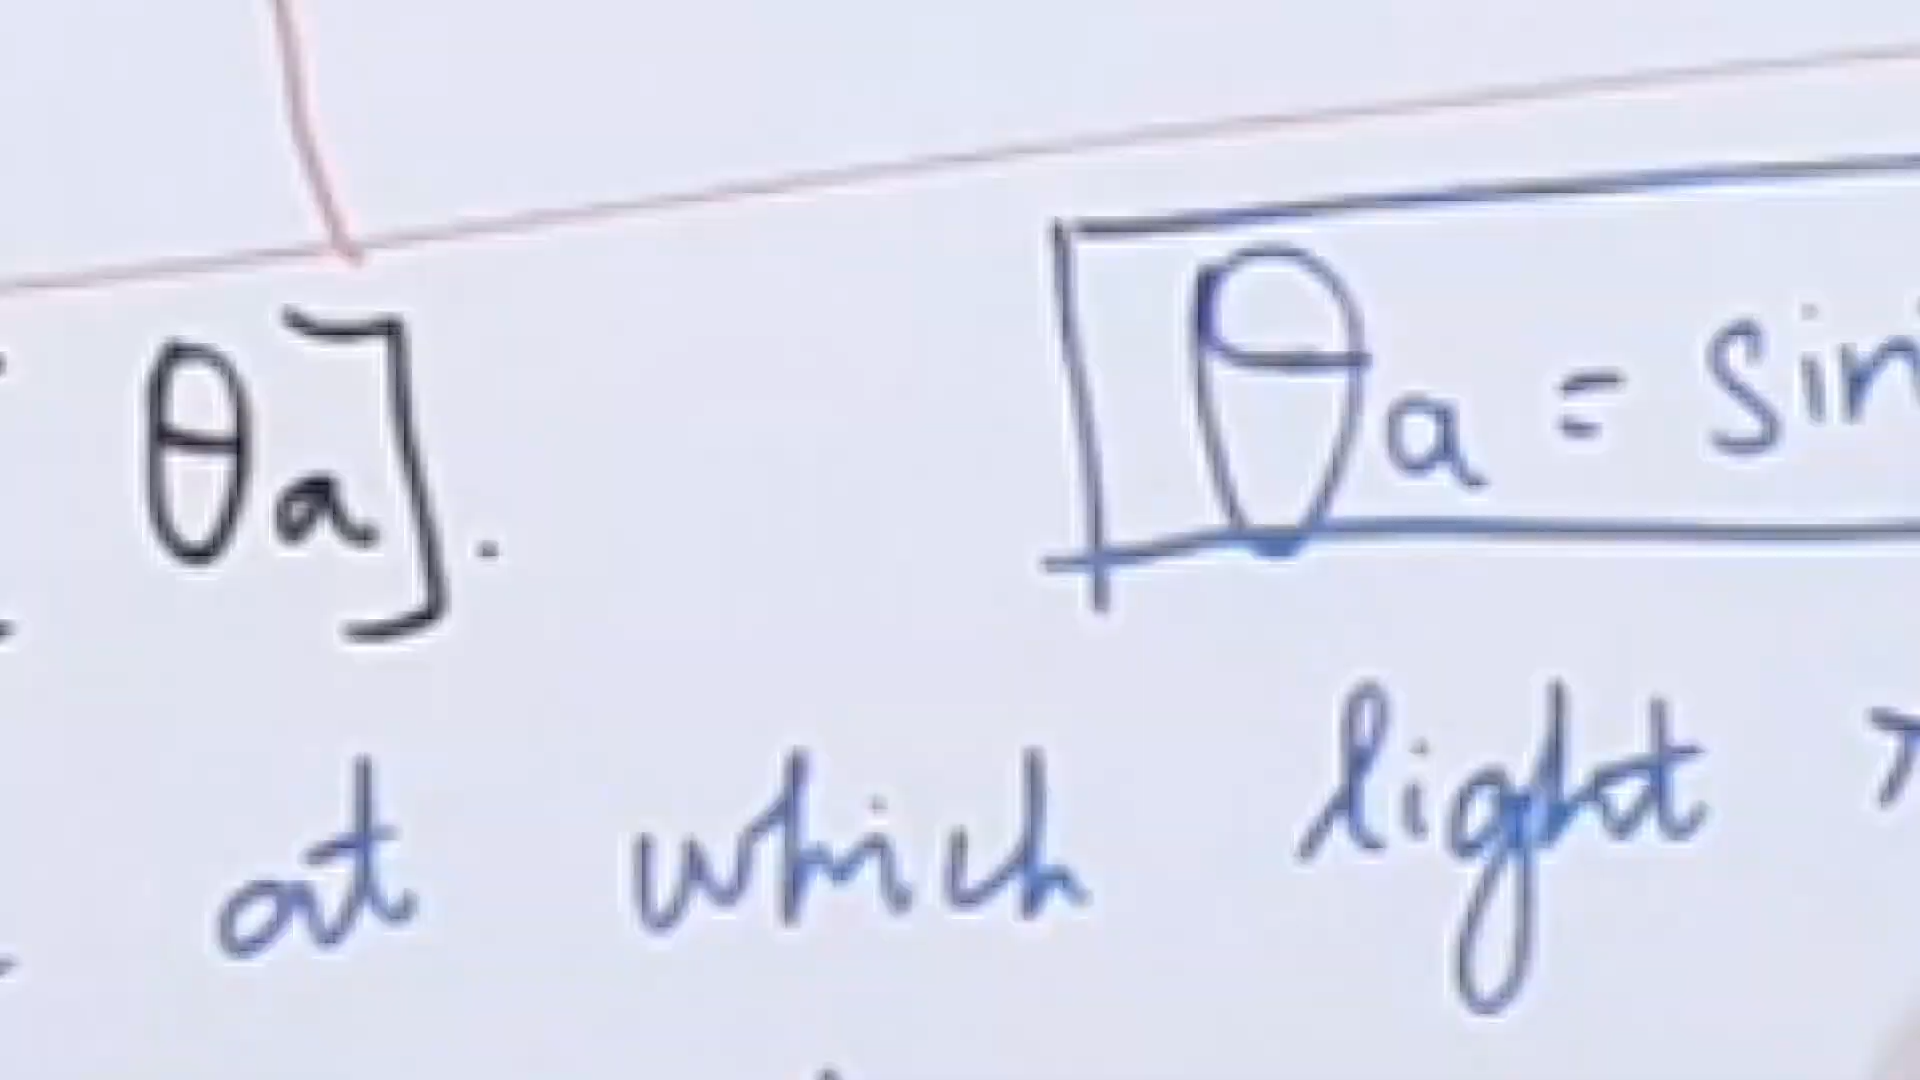 θa].
θa = sin
at which light